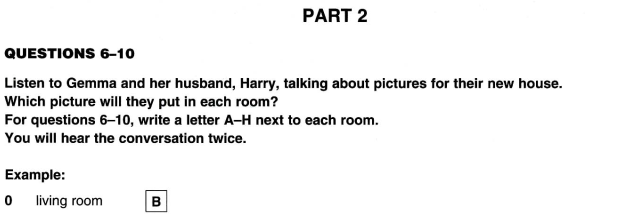 PART 2
QUESTIONS 6–10
Listen to Gemma and her husband, Harry, talking about pictures for their new house.
Which picture will they put in each room?
For questions 6–10, write a letter A–H next to each room.
You will hear the conversation twice.
Example:
0 living room B